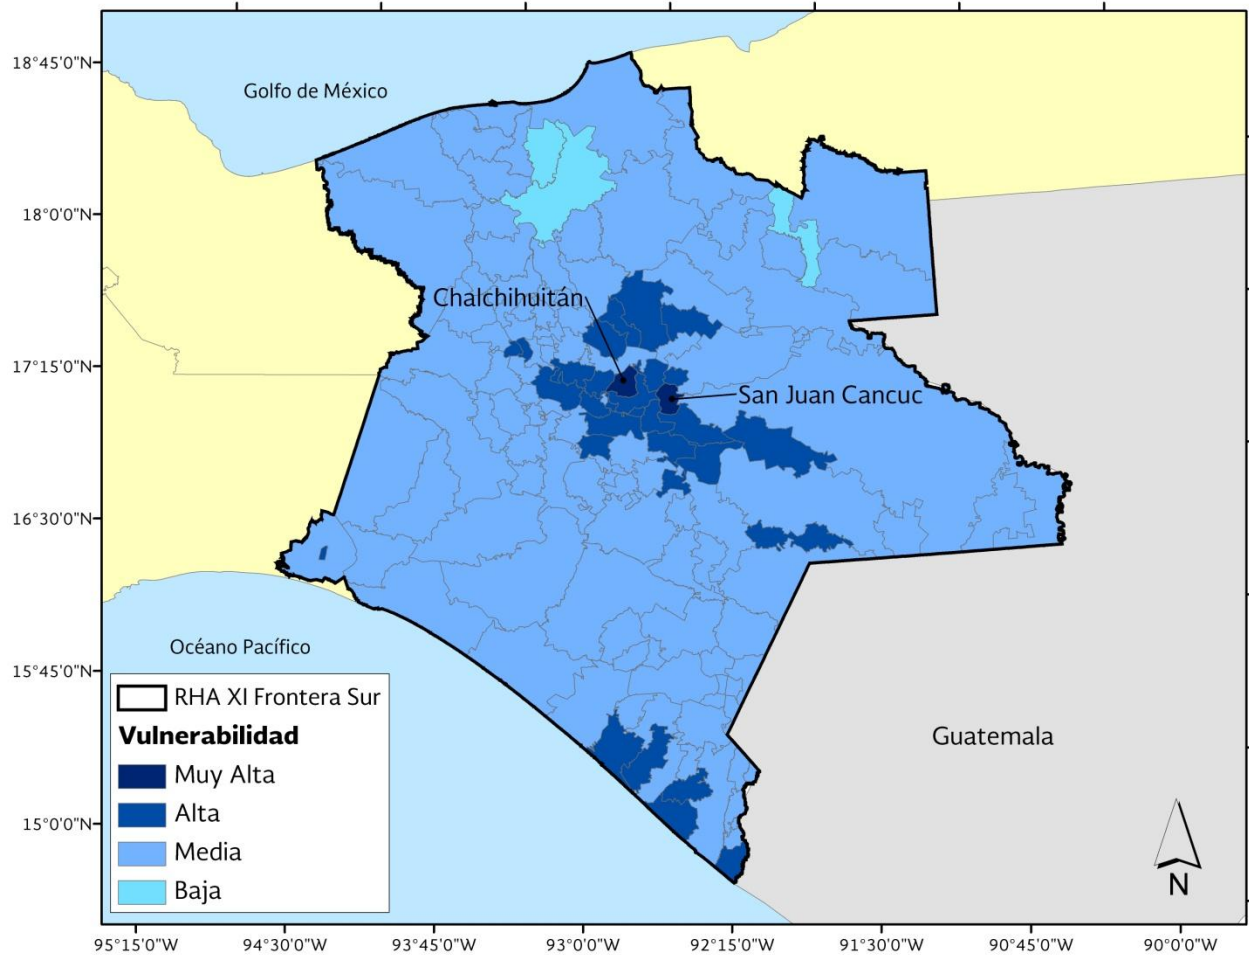 18°45'0"N
Golfo de México
18°0'0"N
Chalchihuitán
17°15'0"N
San Juan Cancuc
16°30'0"N
Océano Pacífico
15°45'0"N
RHA XI Frontera Sur
Vulnerabilidad
Guatemala
Muy Alta
Alta
15°0'0"N
Media
Baja
N
95°15'0"W 94°30'0"W 93°45'0"W 93°0'0"W 92°15'0"W 91°30'0"W 90°45'0"W 90°0'0"W